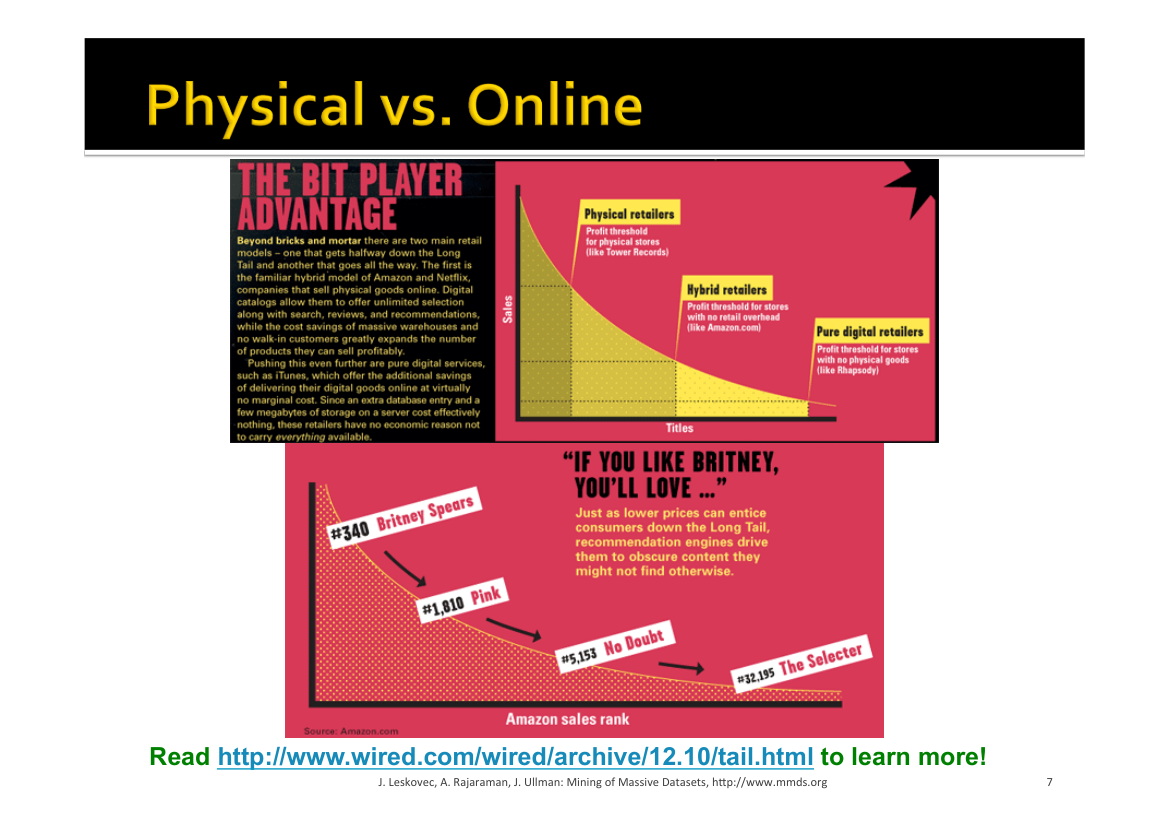 Physical vs. Online
THE BIT PLAYER
ADVANTAGE
Beyond bricks and mortar there are two main retail
models – one that gets halfway down the Long
Tail and another that goes all the way. The first is
the familiar hybrid model of Amazon and Netflix,
companies that sell physical goods online. Digital
catalogs allow them to offer unlimited selection
along with search, reviews, and recommendations,
while the cost savings of massive warehouses and
no walk-in customers greatly expands the number
of products they can sell profitably.
Pushing this even further are pure digital services,
such as iTunes, which offer the additional savings
of delivering their digital goods online at virtually
no marginal cost. Since an extra database entry and a
few megabytes of storage on a server cost effectively
nothing, these retailers have no economic reason not
to carry everything available.
Physical retailers
Profit threshold
for physical stores
(like Tower Records)
Hybrid retailers
Profit threshold for stores
with no retail overhead
(like Amazon.com)
Pure digital retailers
Profit threshold for stores
with no physical goods
(like Rhapsody)
Sales
Titles
“IF YOU LIKE BRITNEY,
YOU’LL LOVE ...”
Just as lower prices can entice
consumers down the Long Tail,
recommendation engines drive
them to obscure content they
might not find otherwise.
#340 Britney Spears
#1,810 Pink
#5,153 No Doubt
#32,195 The Selecter
Amazon sales rank
Source: Amazon.com
Read http://www.wired.com/wired/archive/12.10/tail.html to learn more!
J. Leskovec, A. Rajaraman, J. Ullman: Mining of Massive Datasets, http://www.mmds.org
7